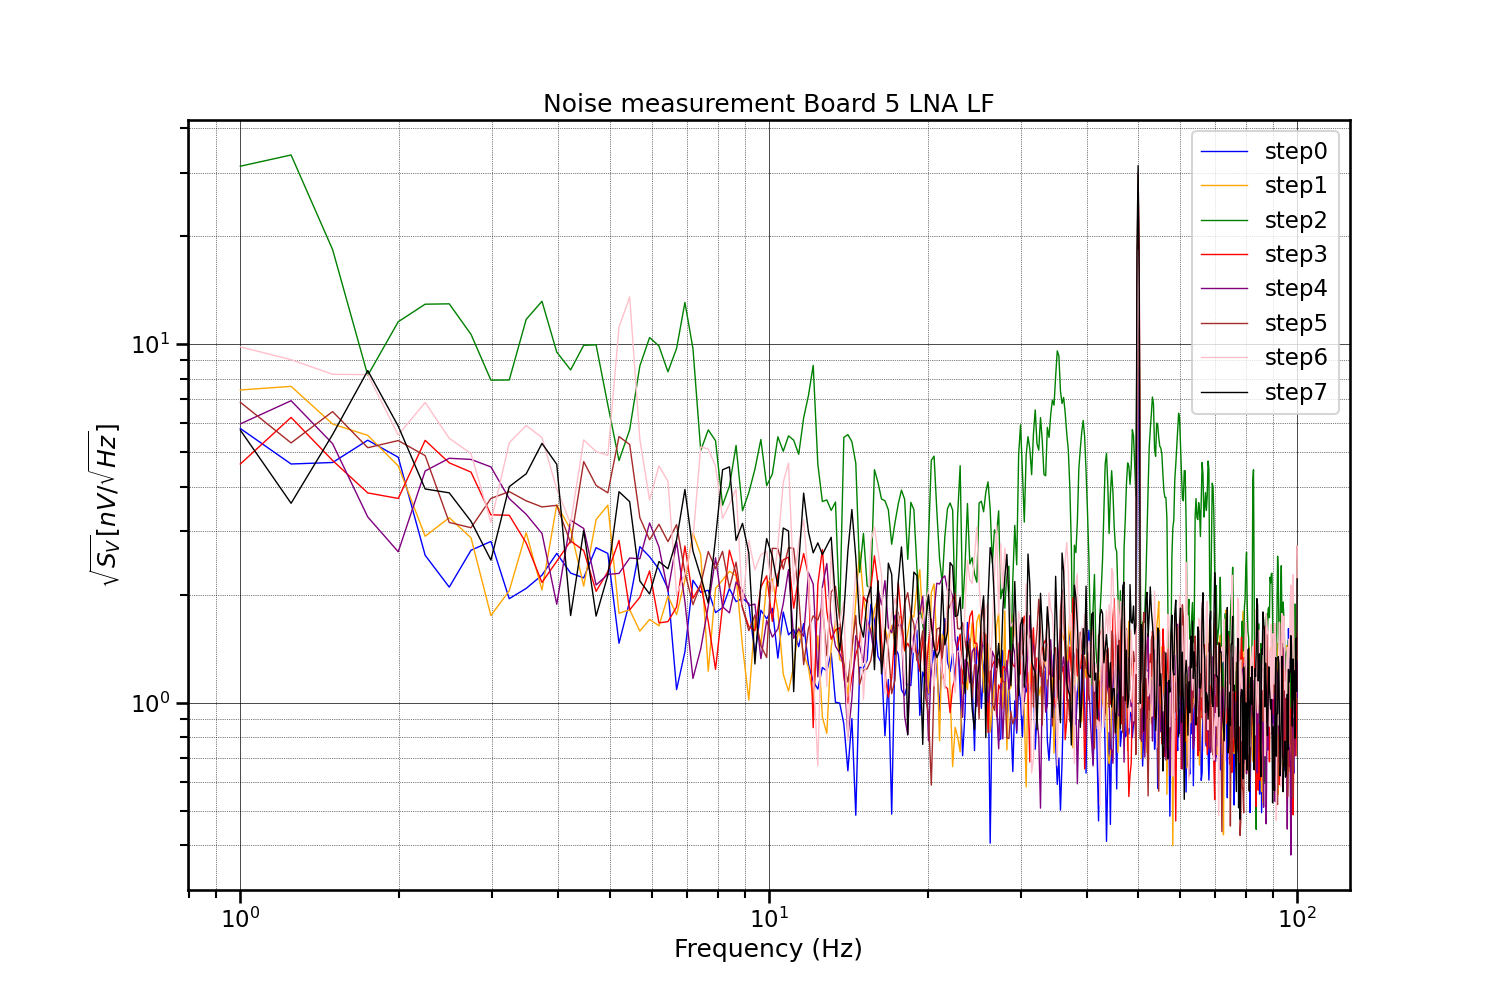 Noise measurement Board 5 LNA LF
step0
step1
step2
step3
step4
step5
step6
step7
10¹
10⁰
√S_V [nV/√Hz]
10⁰ 10¹ 10²
Frequency (Hz)